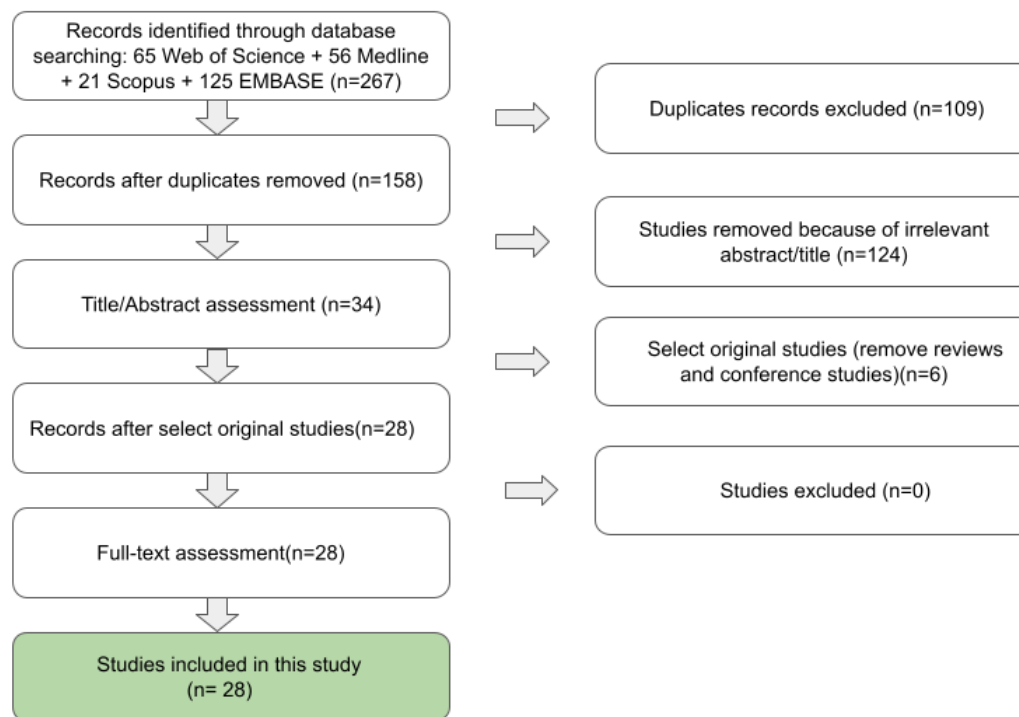 Records identified through database
searching: 65 Web of Science + 56 Medline
+ 21 Scopus + 125 EMBASE (n=267)
Duplicates records excluded (n=109)
Records after duplicates removed (n=158)
Studies removed because of irrelevant
abstract/title (n=124)
Title/Abstract assessment (n=34)
Select original studies (remove reviews
and conference studies)(n=6)
Records after select original studies(n=28)
Studies excluded (n=0)
Full-text assessment(n=28)
Studies included in this study
(n= 28)